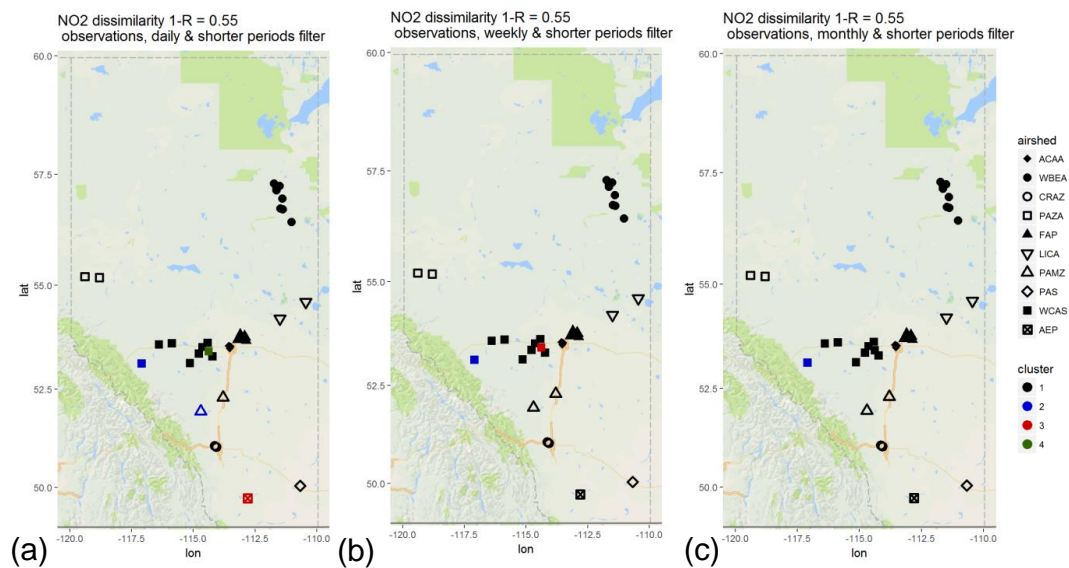 NO2 dissimilarity 1-R = 0.55
observations, daily & shorter periods filter
60.0
57.5
55.0
52.5
50.0
lat
-120.0 -117.5 -115.0 -112.5 -110.0
lon
(a)
NO2 dissimilarity 1-R = 0.55
observations, weekly & shorter periods filter
60.0
57.5
55.0
52.5
50.0
lat
-120.0 -117.5 -115.0 -112.5 -110.0
lon
(b)
NO2 dissimilarity 1-R = 0.55
observations, monthly & shorter periods filter
60.0
57.5
55.0
52.5
50.0
lat
-120.0 -117.5 -115.0 -112.5 -110.0
lon
(c)
airshed
ACAA
WBEA
CRAZ
PAZA
FAP
LICA
PAMZ
PAS
WCAS
AEP
cluster
1
2
3
4